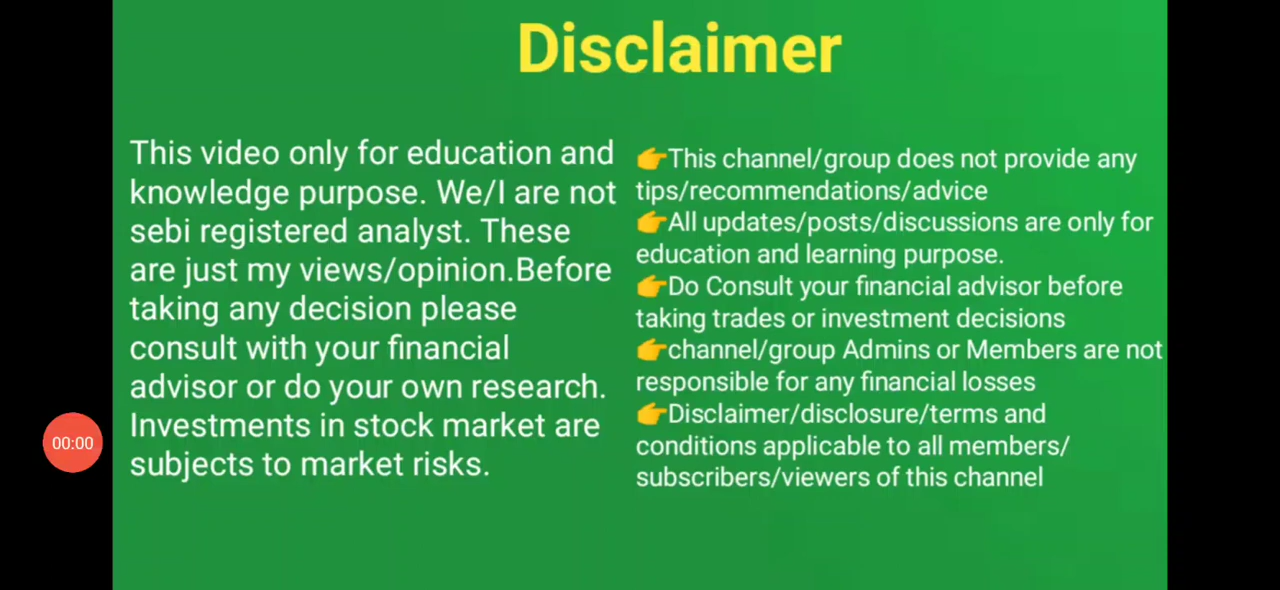 Disclaimer
This video only for education and
knowledge purpose. We/I are not
sebi registered analyst. These
are just my views/opinion.Before
taking any decision please
consult with your financial
advisor or do your own research.
Investments in stock market are
subjects to market risks.
👉This channel/group does not provide any
tips/recommendations/advice
👉All updates/posts/discussions are only for
education and learning purpose.
👉Do Consult your financial advisor before
taking trades or investment decisions
👉channel/group Admins or Members are not
responsible for any financial losses
👉Disclaimer/disclosure/terms and
conditions applicable to all members/
subscribers/viewers of this channel
00:00